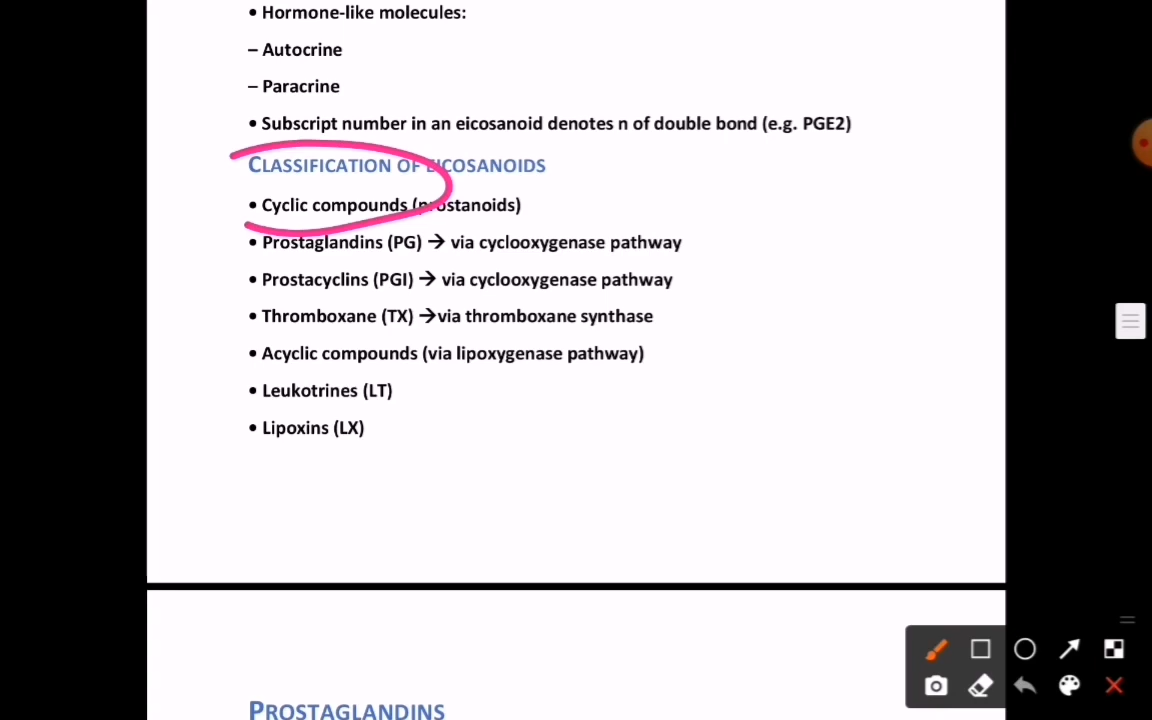 • Hormone-like molecules:
– Autocrine
– Paracrine
• Subscript number in an eicosanoid denotes n of double bond (e.g. PGE2)
CLASSIFICATION OF EICOSANOIDS
• Cyclic compounds (prostanoids)
• Prostaglandins (PG) → via cyclooxygenase pathway
• Prostacyclins (PGI) → via cyclooxygenase pathway
• Thromboxane (TX) →via thromboxane synthase
• Acyclic compounds (via lipoxygenase pathway)
• Leukotrines (LT)
• Lipoxins (LX)
PROSTAGLANDINS